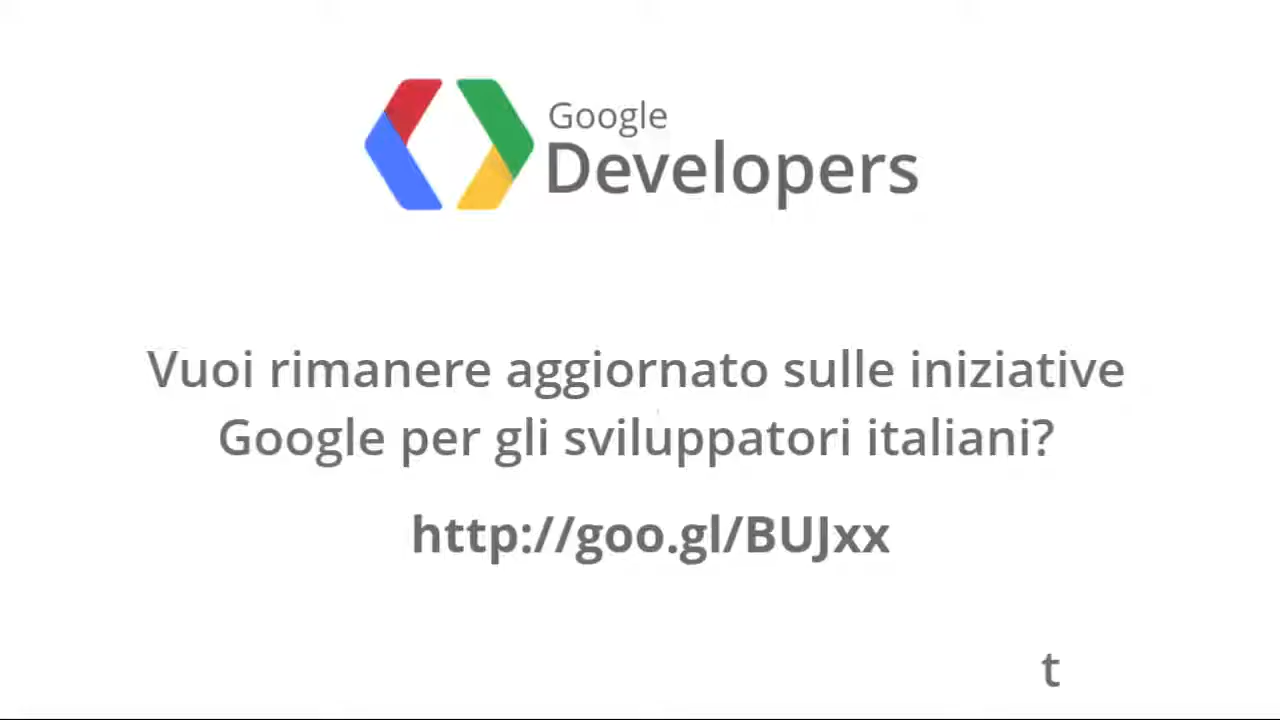 Google
Developers
Vuoi rimanere aggiornato sulle iniziative
Google per gli sviluppatori italiani?
http://goo.gl/BUJxx
t